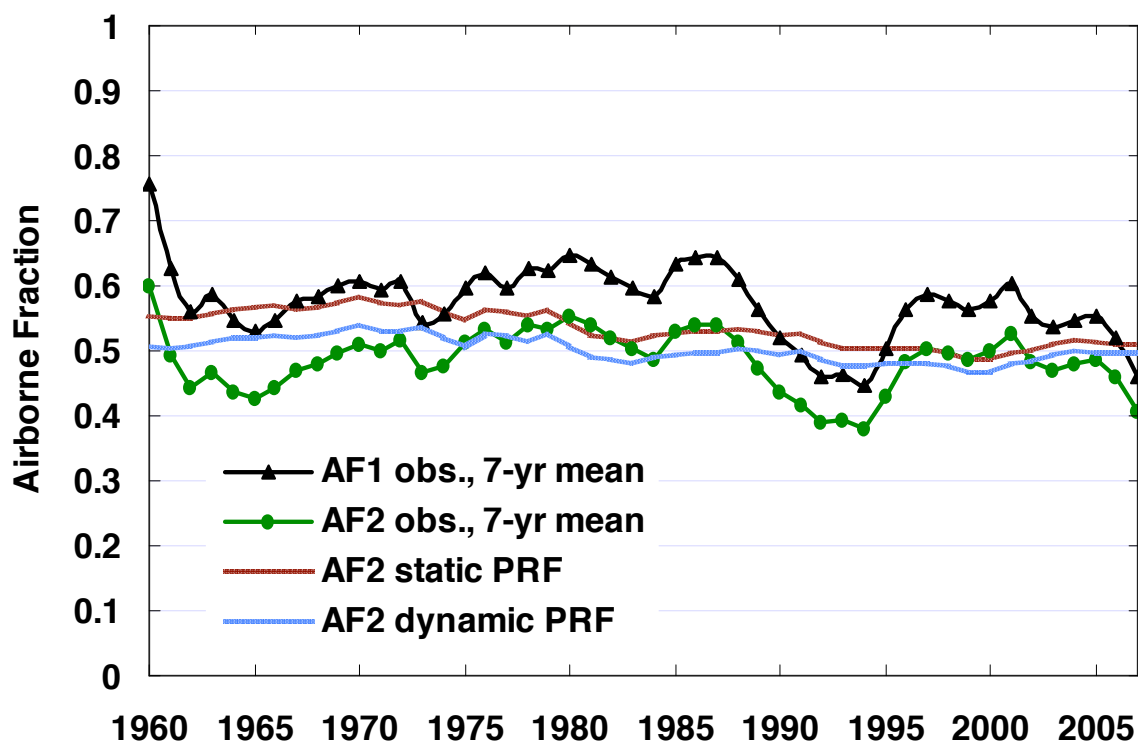 1
0.9
0.8
0.7
0.6
0.5
0.4
0.3
0.2
0.1
0
Airborne Fraction
AF1 obs., 7-yr mean
AF2 obs., 7-yr mean
AF2 static PRF
AF2 dynamic PRF
1960 1965 1970 1975 1980 1985 1990 1995 2000 2005